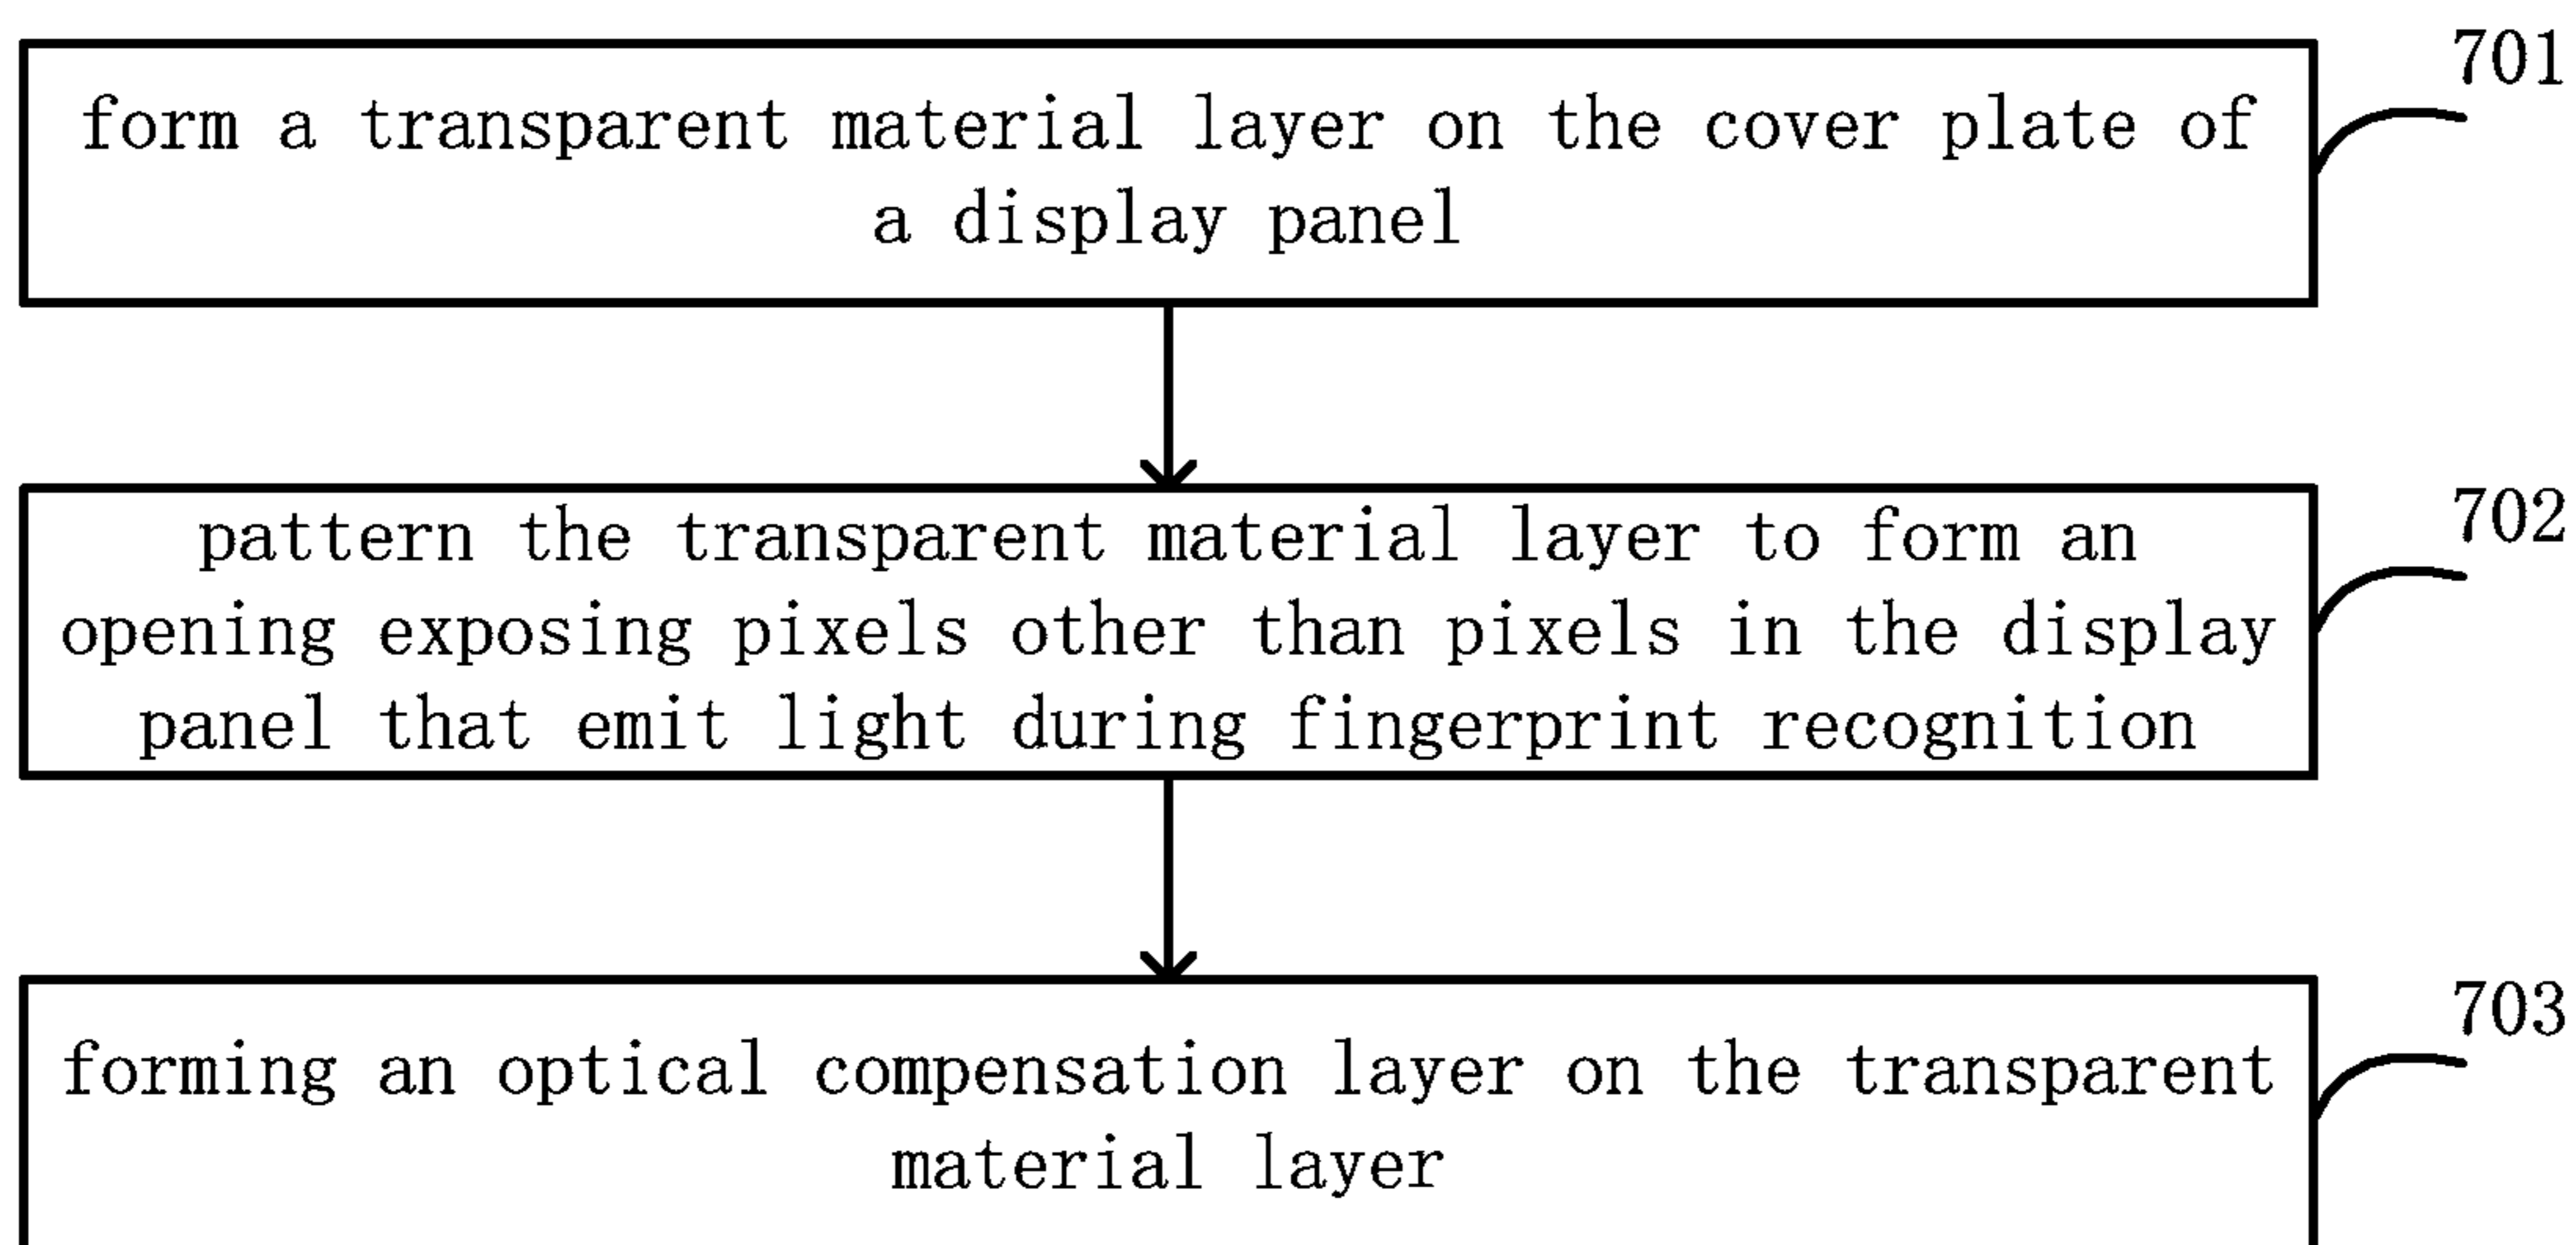 701
form a transparent material layer on the cover plate of
a display panel
702
pattern the transparent material layer to form an
opening exposing pixels other than pixels in the display
panel that emit light during fingerprint recognition
703
forming an optical compensation layer on the transparent
material layer